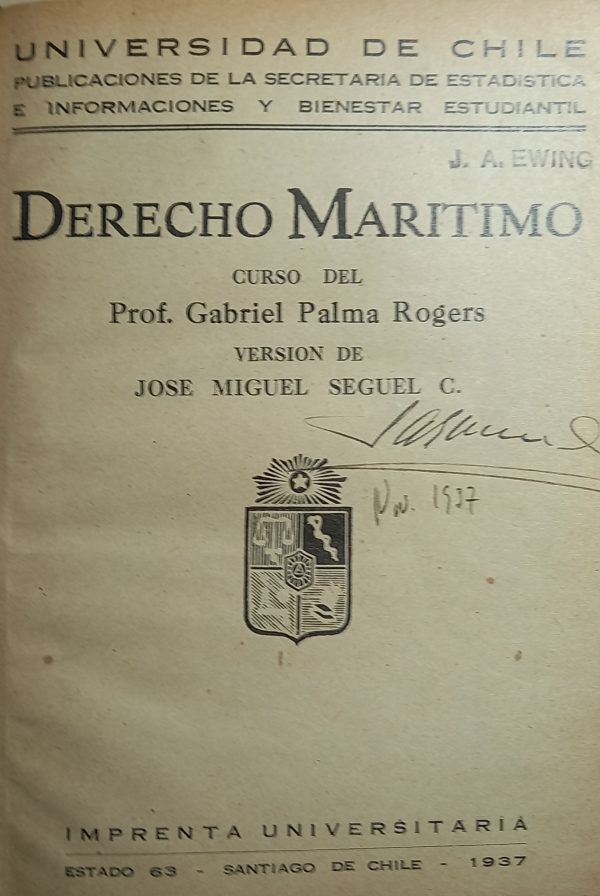 UNIVERSIDAD DE CHILE
PUBLICACIONES DE LA SECRETARIA DE ESTADISTICA
E INFORMACIONES Y BIENESTAR ESTUDIANTIL
J. A. EWING
DERECHO MARITIMO
CURSO DEL
Prof. Gabriel Palma Rogers
VERSION DE
JOSE MIGUEL SEGUEL C.
Nov. 1937
IMPRENTA UNIVERSITARIA
ESTADO 63 - SANTIAGO DE CHILE - 1937